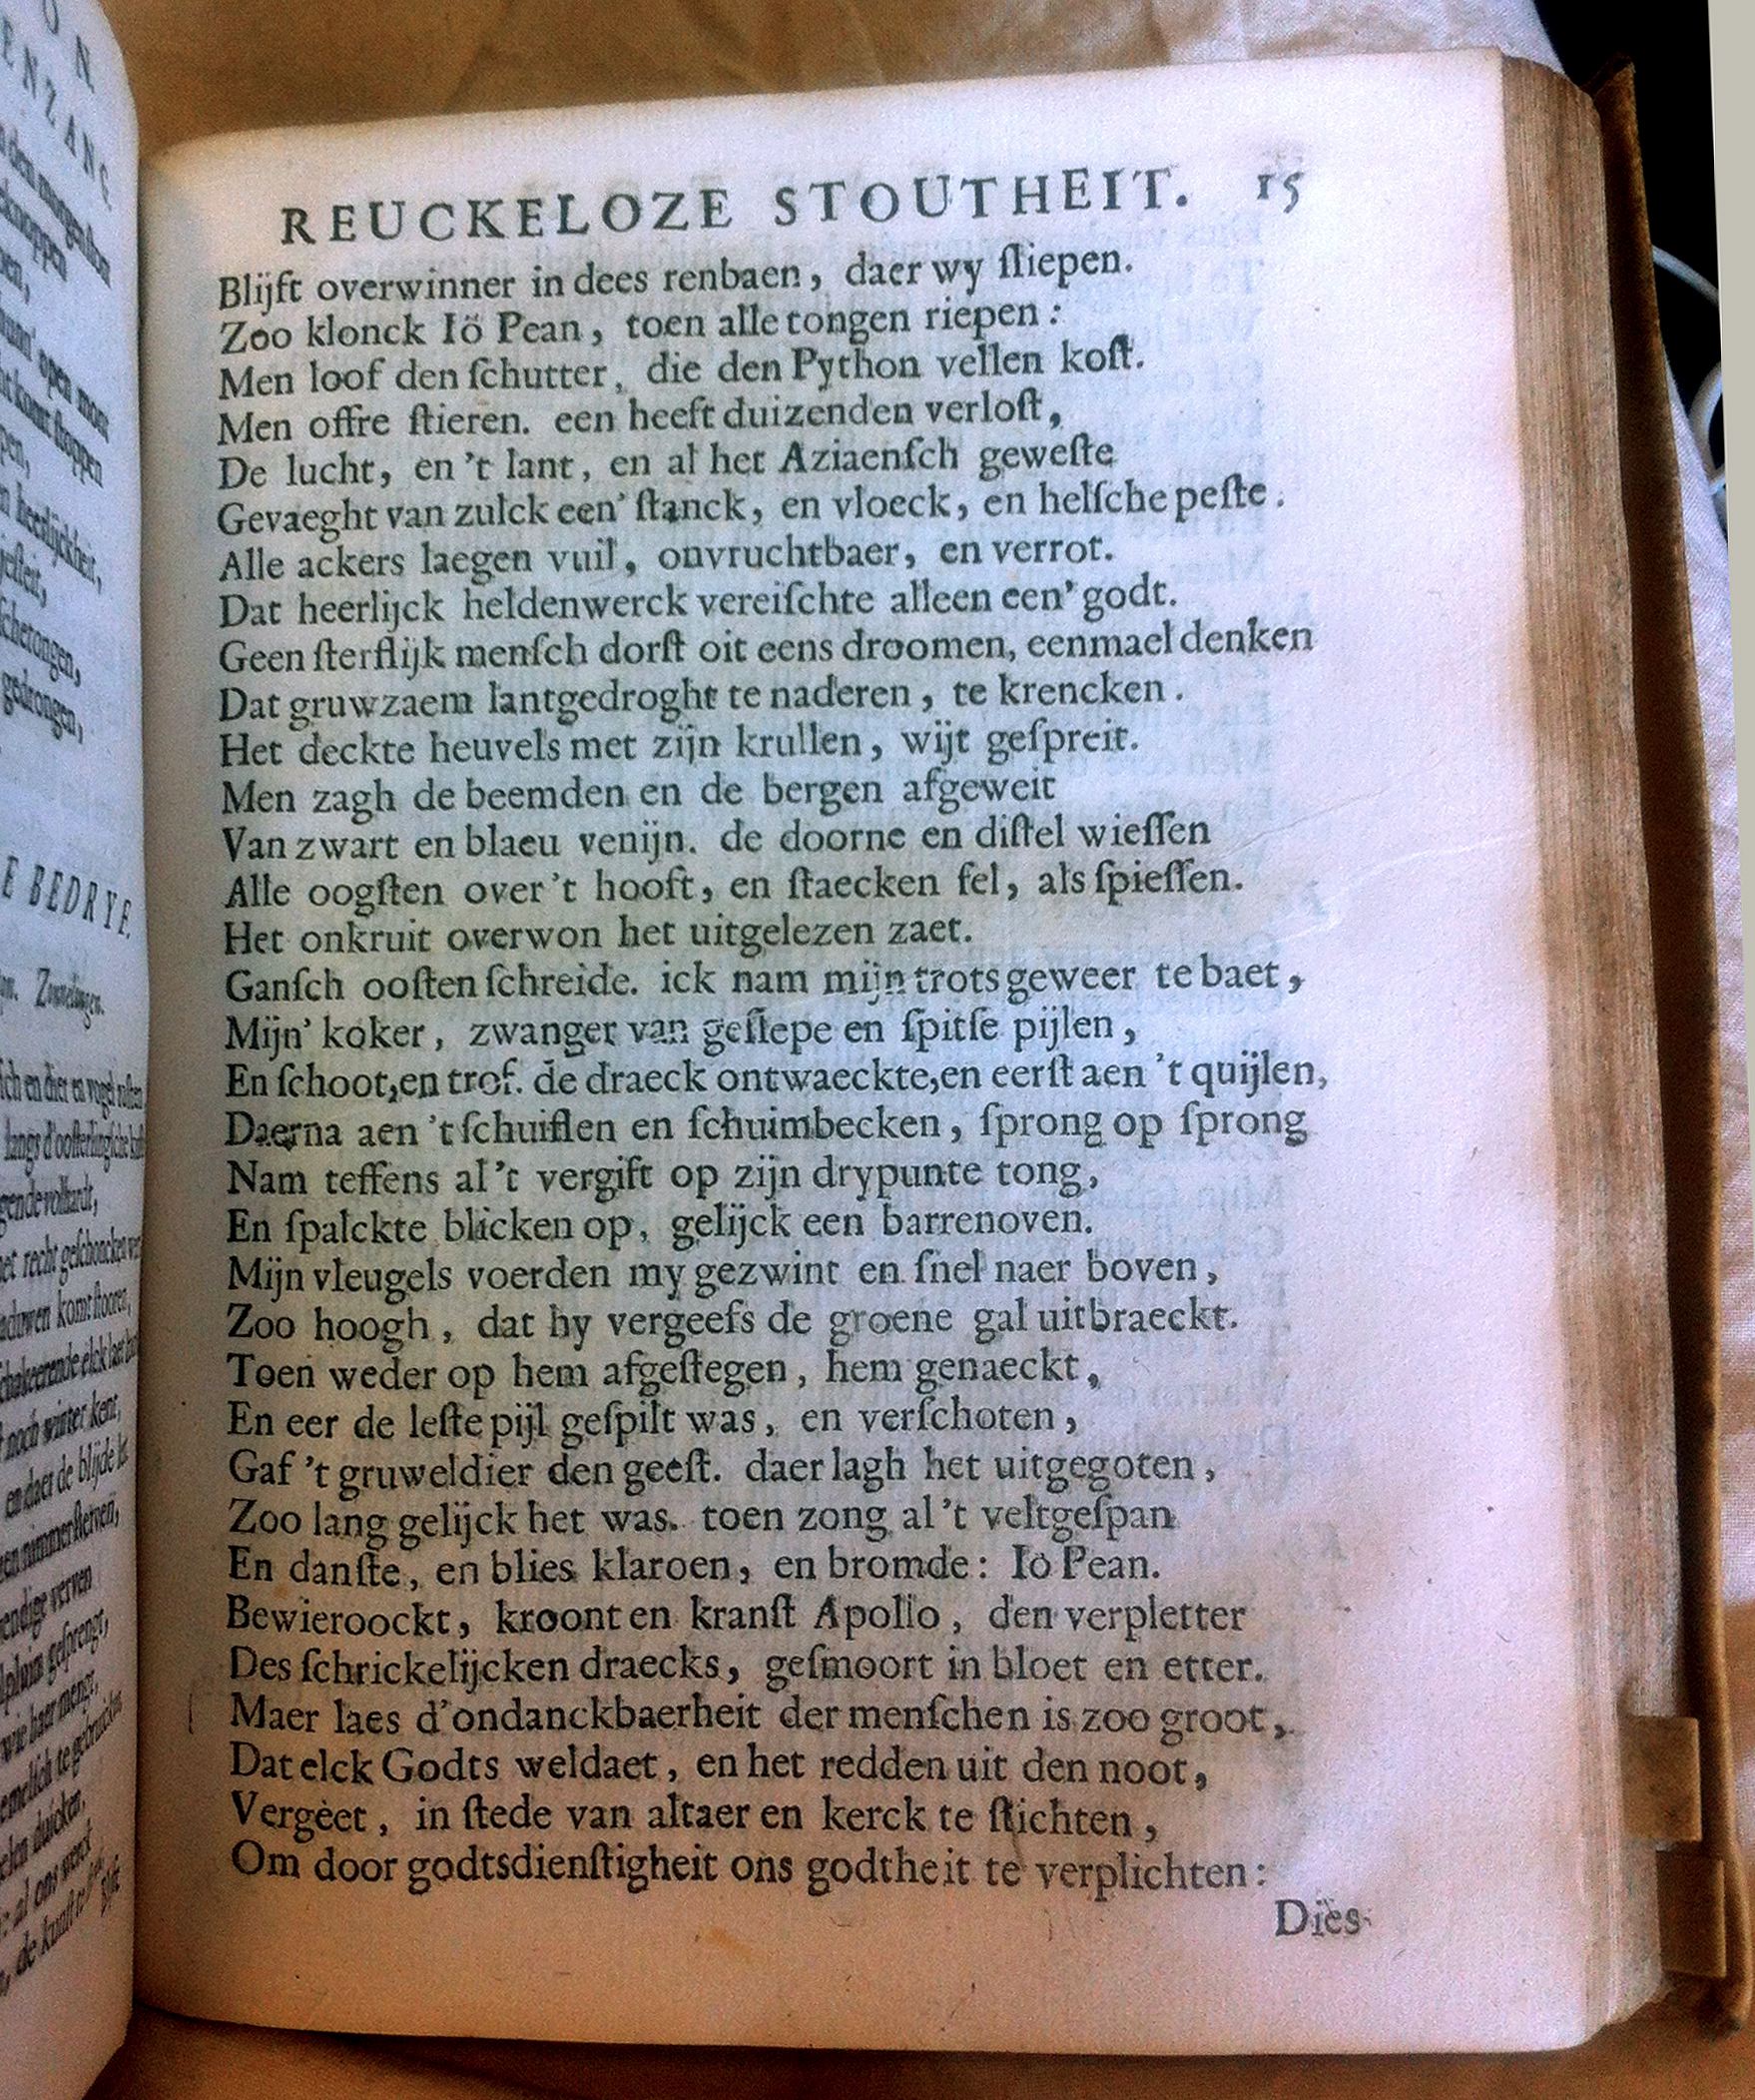 REUCKELOZE STOUTHEIT. 15
Blijft overwinner in dees renbaen, daer wy ſliepen.
Zoo klonck Iö Pean, toen alle tongen riepen:
Men loof den ſchutter, die den Python vellen koſt.
Men offre ſtieren. een heeft duizenden verloſt,
De lucht, en 't lant, en al het Aziaenſch geweſte
Gevaeght van zulck een' ſtanck, en vloeck, en helſche peſte.
Alle ackers laegen vuil, onvruchtbaer, en verrot.
Dat heerlijck heldenwerck vereiſchte alleen een' godt.
Geen ſterflijk menſch dorſt oit eens droomen, eenmael denken
Dat gruwzaem lantgedroght te naderen, te krencken.
Het deckte heuvels met zijn krullen, wijt geſpreit.
Men zagh de beemden en de bergen afgeweit
Van zwart en blaeu venijn. de doorne en diſtel wieſſen
Alle oogſten over 't hooft, en ſtaecken fel, als ſpieſſen.
Het onkruit overwon het uitgelezen zaet.
Ganſch ooſten ſchreide. ick nam mijn trots geweer te baet,
Mijn' koker, zwanger van geſlepe en ſpitſe pijlen,
En ſchoot, en trof. de draeck ontwaeckte, en eerſt aen 't quijlen,
Daerna aen 't ſchuiflen en ſchuimbecken, ſprong op ſprong
Nam teffens al 't vergift op zijn drypunte tong,
En ſpalckte blicken op, gelijck een barrenoven.
Mijn vleugels voerden my gezwint en ſnel naer boven,
Zoo hoogh, dat hy vergeefs de groene gal uitbraeckt.
Toen weder op hem afgeſtegen, hem genaeckt,
En eer de leſte pijl geſpilt was, en verſchoten,
Gaf 't gruweldier den geeſt. daer lagh het uitgegoten,
Zoo lang gelijck het was. toen zong al 't veltgeſpan
En danſte, en blies klaroen, en bromde: Iö Pean.
Bewieroockt, kroont en kranſt Apollo, den verpletter
Des ſchrickelijcken draecks, geſmoort in bloet en etter.
Maer laes d'ondanckbaerheit der menſchen is zoo groot,
Dat elck Godts weldaet, en het redden uit den noot,
Vergeet, in ſtede van altaer en kerck te ſtichten,
Om door godtsdienſtigheit ons godtheit te verplichten:
Dies